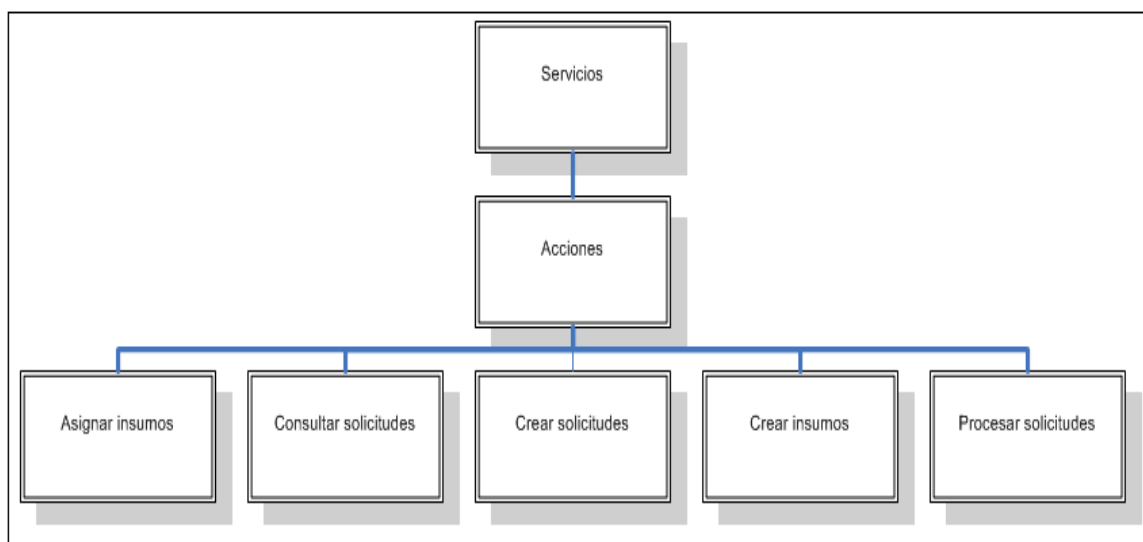 Servicios
Acciones
Asignar insumos
Consultar solicitudes
Crear solicitudes
Crear insumos
Procesar solicitudes